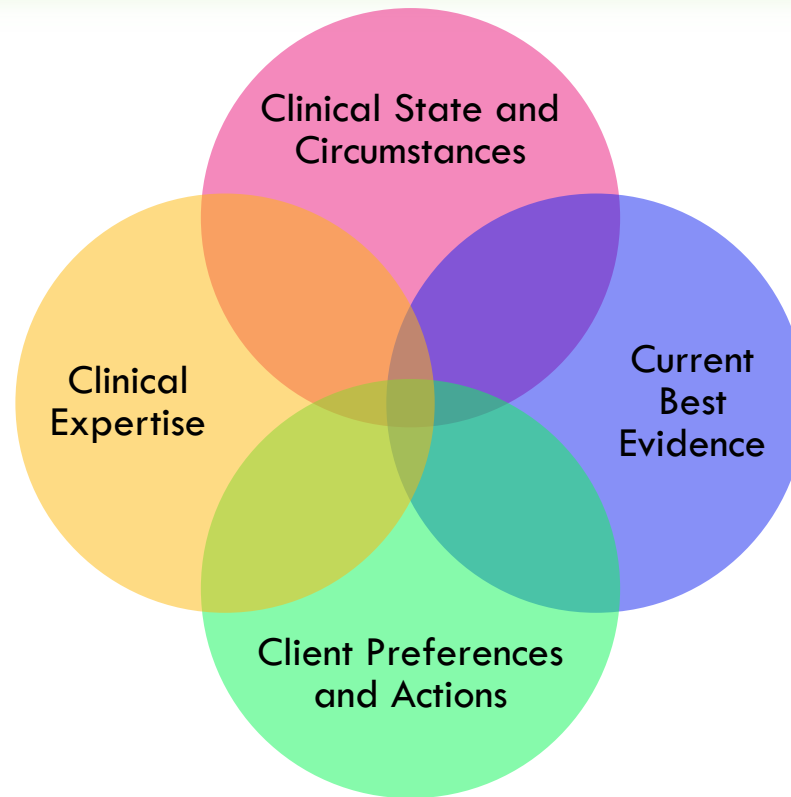 Clinical State and
Circumstances
Clinical
Expertise
Current
Best
Evidence
Client Preferences
and Actions